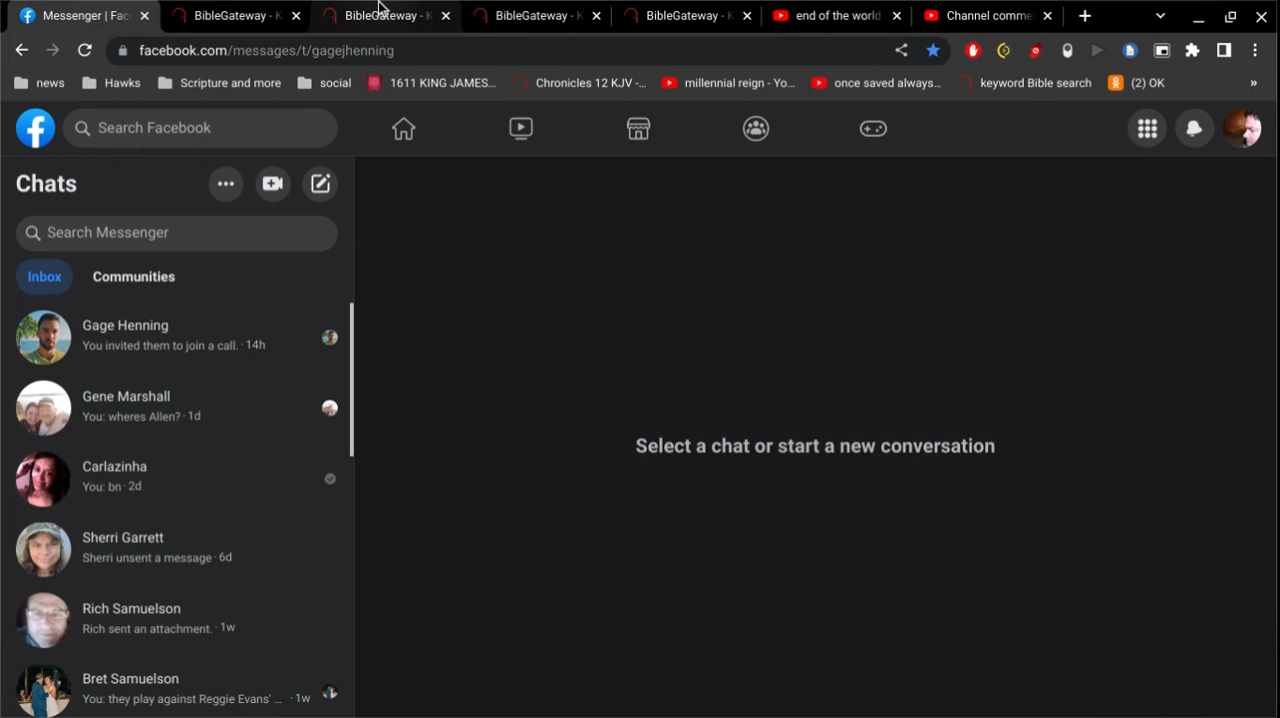 Messenger | Fac
BibleGateway - K
BibleGateway - K
BibleGateway - K
BibleGateway - K
end of the world
Channel comme
facebook.com/messages/t/gagejhenning
news
Hawks
Scripture and more
social
1611 KING JAMES...
Chronicles 12 KJV -...
millennial reign - Yo...
once saved always...
keyword Bible search
(2) OK
»
Search Facebook
Chats
Search Messenger
Inbox
Communities
Gage Henning
You invited them to join a call. · 14h
Gene Marshall
You: wheres Allen? · 1d
Carlazinha
You: bn · 2d
Sherri Garrett
Sherri unsent a message · 6d
Rich Samuelson
Rich sent an attachment. · 1w
Bret Samuelson
You: they play against Reggie Evans' ... · 1w
Select a chat or start a new conversation